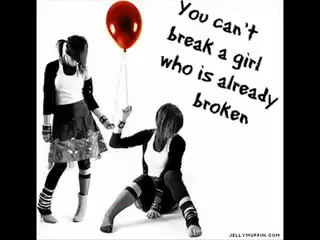 You can't
break a girl
who is already
broken
JELLYMUFFIN.COM